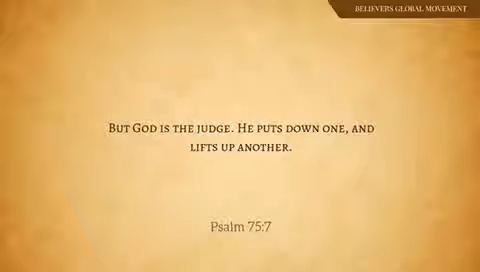 BELIEVERS GLOBAL MOVEMENT
But God is the judge. He puts down one, and
lifts up another.
Psalm 75:7